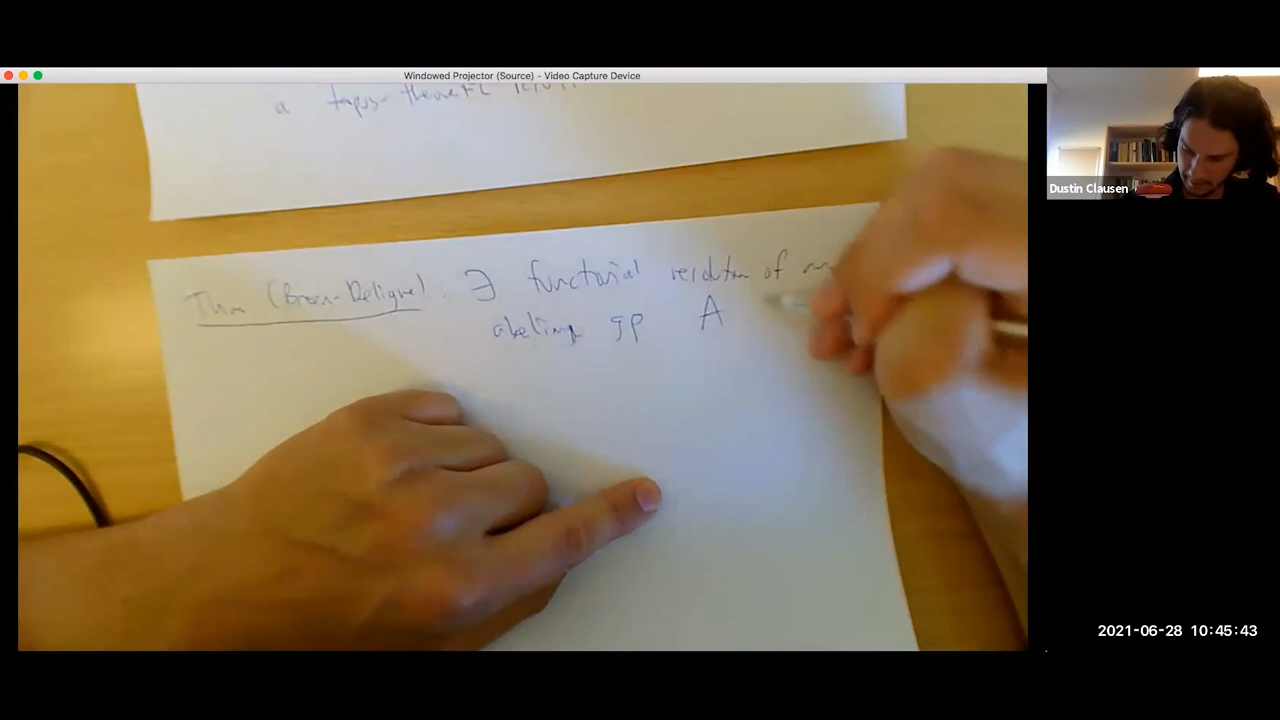 Windowed Projector (Source) - Video Capture Device
a topos-theoretic
Thm (Breen-Deligne). ∃ functorial resolution of any
abelian gp A
Dustin Clausen
2021-06-28 10:45:43